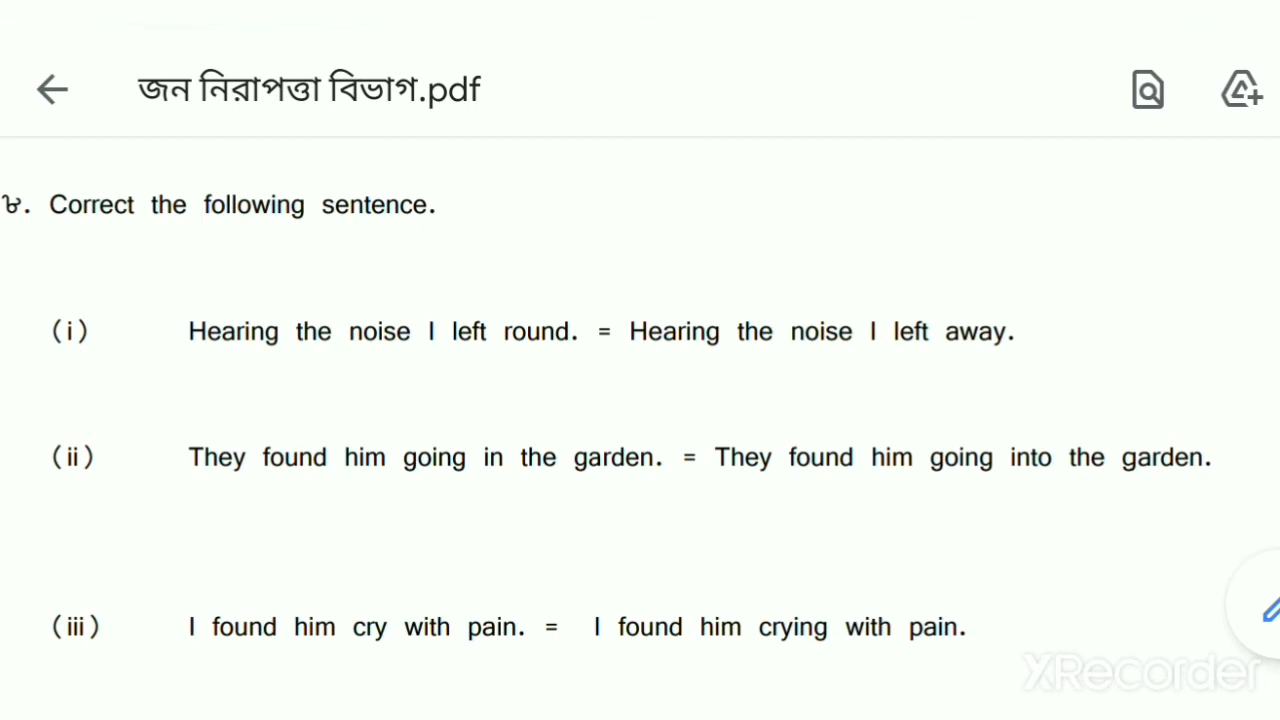 জন নিরাপত্তা বিভাগ.pdf
৮. Correct the following sentence.
(i) Hearing the noise I left round. = Hearing the noise I left away.
(ii) They found him going in the garden. = They found him going into the garden.
(iii) I found him cry with pain. = I found him crying with pain.
XRecorder